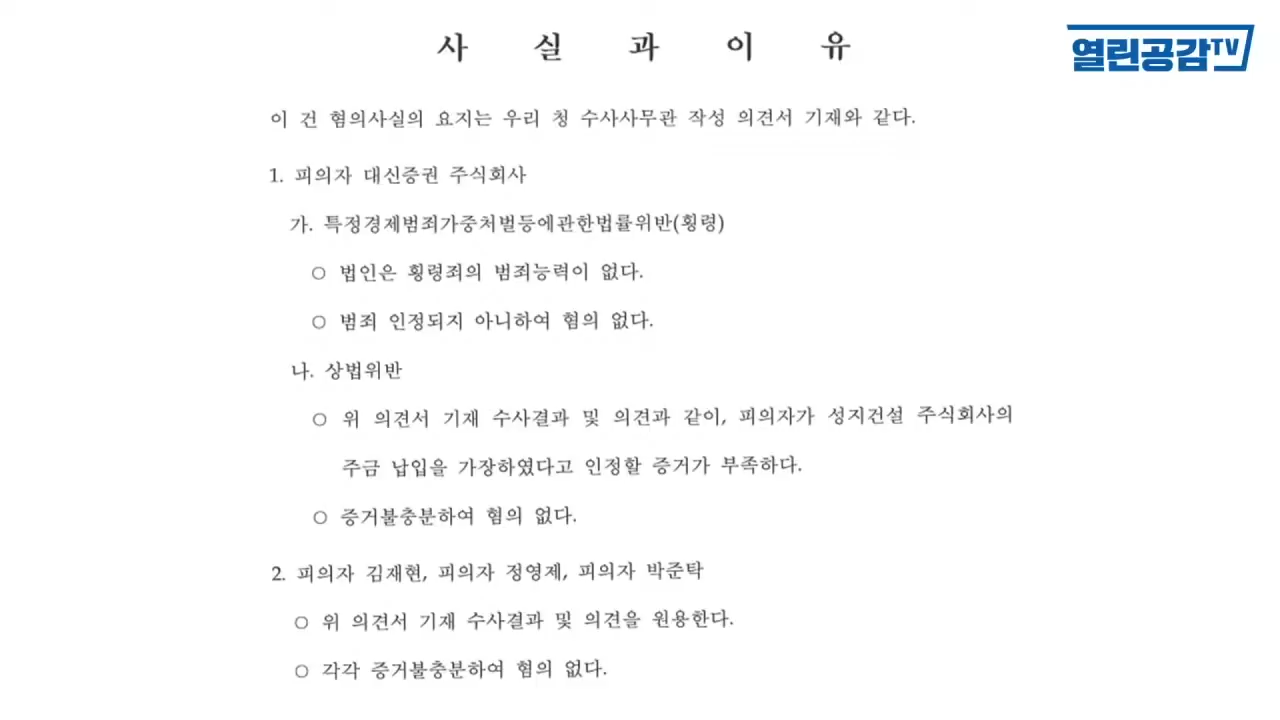 사 실 과 이 유
열린공감TV
이 건 혐의사실의 요지는 우리 청 수사사무관 작성 의견서 기재와 같다.
1. 피의자 대신증권 주식회사
가. 특정경제범죄가중처벌등에관한법률위반(횡령)
○ 법인은 횡령죄의 범죄능력이 없다.
○ 범죄 인정되지 아니하여 혐의 없다.
나. 상법위반
○ 위 의견서 기재 수사결과 및 의견과 같이, 피의자가 성지건설 주식회사의
주금 납입을 가장하였다고 인정할 증거가 부족하다.
○ 증거불충분하여 혐의 없다.
2. 피의자 김재현, 피의자 정영제, 피의자 박준탁
○ 위 의견서 기재 수사결과 및 의견을 원용한다.
○ 각각 증거불충분하여 혐의 없다.